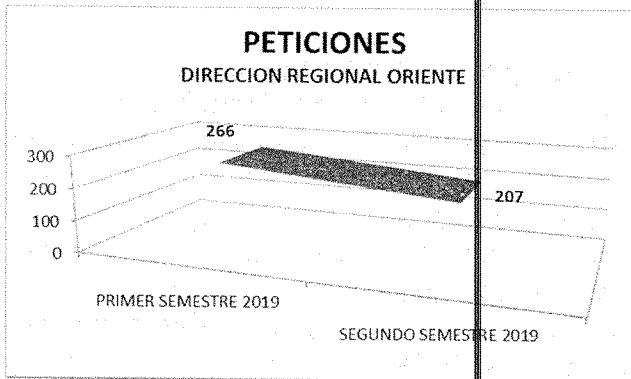 PETICIONES
DIRECCION REGIONAL ORIENTE
266
300
200
207
100
0
PRIMER SEMESTRE 2019
SEGUNDO SEMESTRE 2019